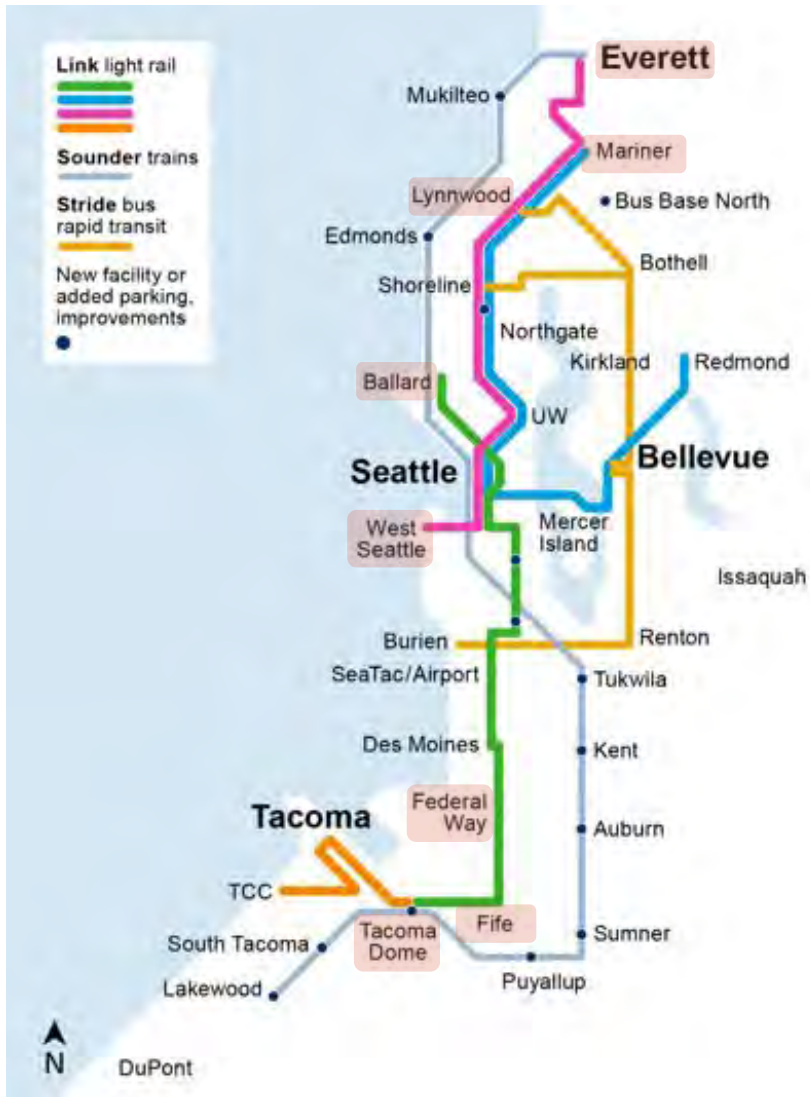 Link light rail
Sounder trains
Stride bus
rapid transit
New facility or
added parking,
improvements
Everett
Mukilteo
Mariner
Lynnwood
Bus Base North
Edmonds
Bothell
Shoreline
Northgate
Kirkland
Redmond
Ballard
UW
Seattle
Bellevue
West
Seattle
Mercer
Island
Issaquah
Burien
Renton
SeaTac/Airport
Tukwila
Des Moines
Kent
Federal
Way
Tacoma
Auburn
TCC
Fife
Tacoma
Dome
South Tacoma
Sumner
Puyallup
Lakewood
N
DuPont